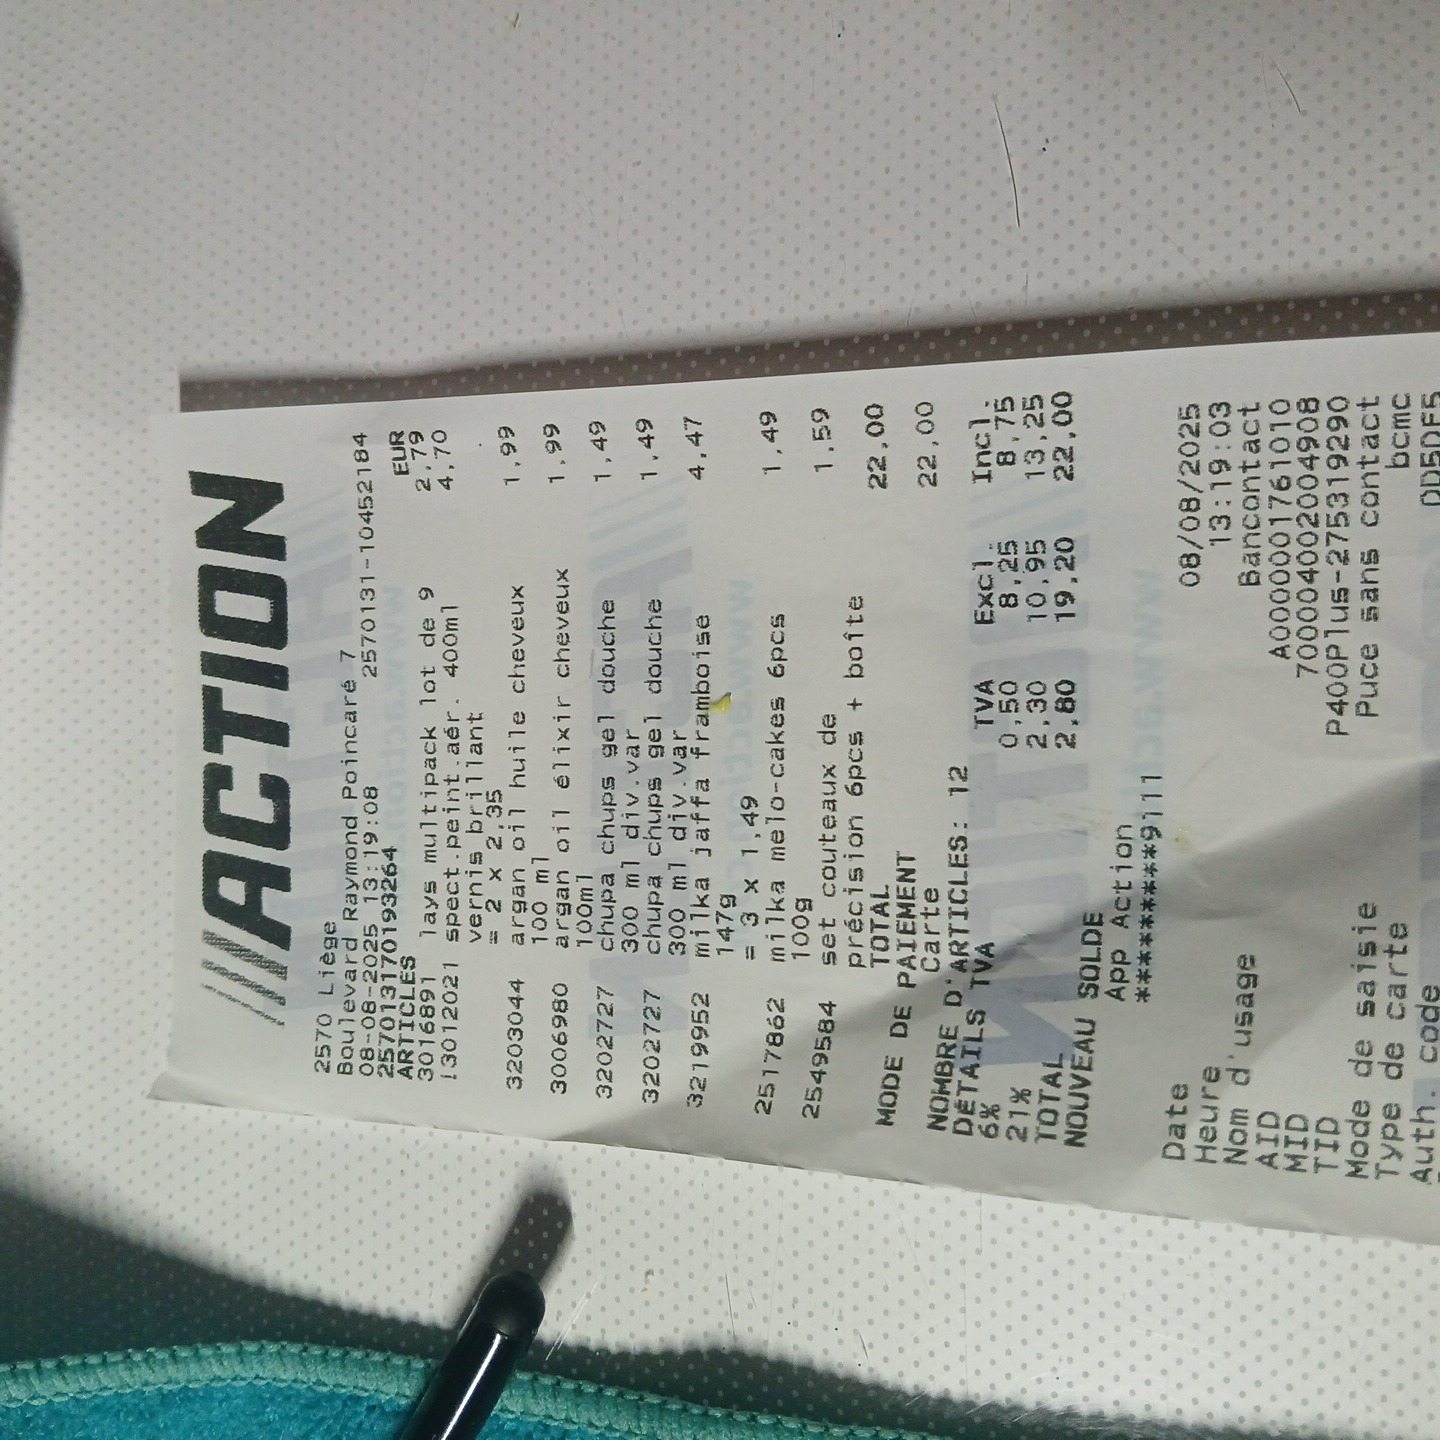 ///ACTION
2570 Liège
Boulevard Raymond Poincaré 7
08-08-2025 13:19:08 2570131-10452184
2570131170193264
ARTICLES EUR
3016891 lays multipack lot de 9 2,79
!3012021 spect.peint.aér. 400ml 4,70
vernis brillant
= 2 x 2,35
3203044 argan oil huile cheveux 1,99
100 ml
3006980 argan oil élixir cheveux 1,99
100ml
3202727 chupa chups gel douche 1,49
300 ml div.var
3202727 chupa chups gel douche 1,49
300 ml div.var
3219952 milka jaffa framboise 4,47
147g
= 3 x 1,49
2517862 milka melo-cakes 6pcs 1,49
100g
2549584 set couteaux de 1,59
précision 6pcs + boîte
TOTAL 22,00
MODE DE PAIEMENT
Carte 22,00
NOMBRE D'ARTICLES: 12
DÉTAILS TVA TVA Excl. Incl.
6% 0,50 8,25 8,75
21% 2,30 10,95 13,25
TOTAL 2,80 19,20 22,00
NOUVEAU SOLDE
App Action
************9111
Date 08/08/2025
Heure 13:19:03
Nom d'usage Bancontact
AID A0000001761010
MID 700004002004908
TID P400Plus-275319290
Mode de saisie Puce sans contact
Type de carte bcmc
Auth. code DD5DF5